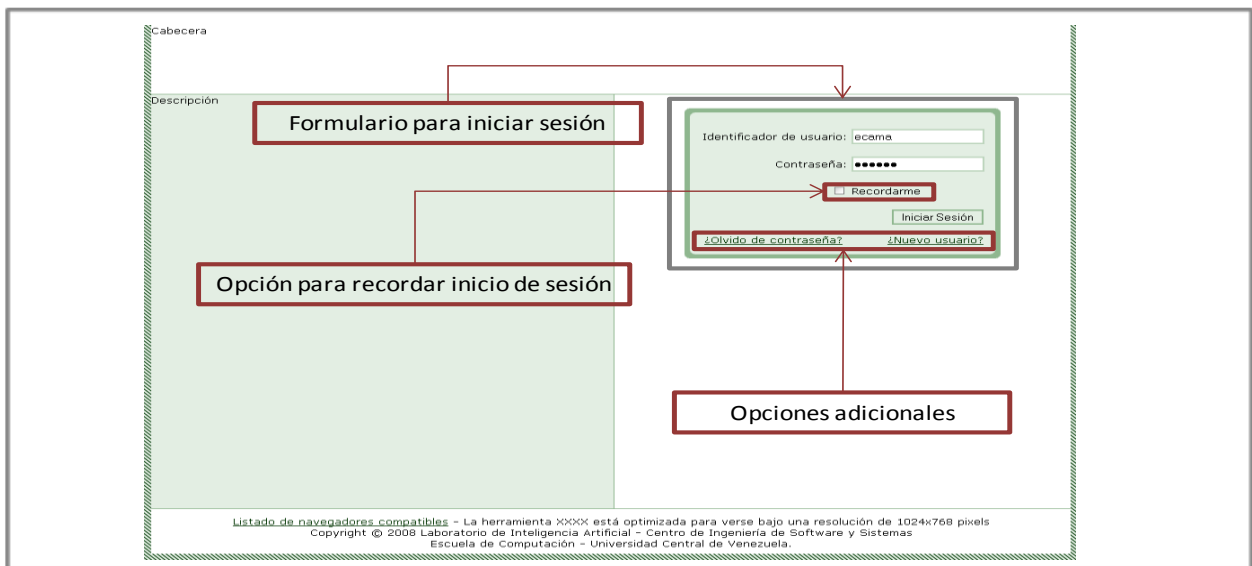 Cabecera
Descripción
Formulario para iniciar sesión
Identificador de usuario: ecama
Contraseña: ●●●●●●
Recordarme
Iniciar Sesión
¿Olvido de contraseña? ¿Nuevo usuario?
Opción para recordar inicio de sesión
Opciones adicionales
Listado de navegadores compatibles - La herramienta XXXX está optimizada para verse bajo una resolución de 1024x768 pixels
Copyright © 2008 Laboratorio de Inteligencia Artificial - Centro de Ingeniería de Software y Sistemas
Escuela de Computación - Universidad Central de Venezuela.